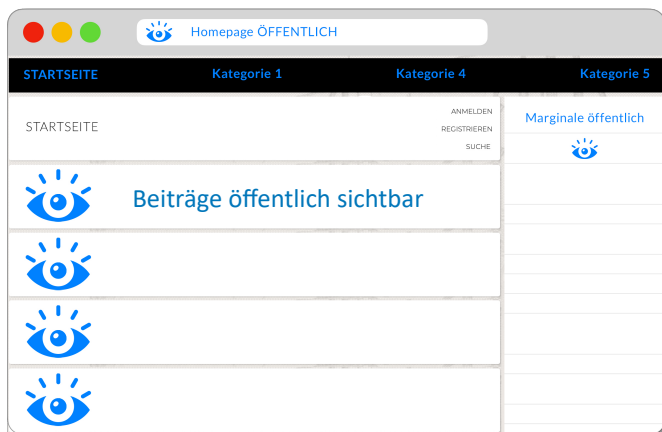 Homepage ÖFFENTLICH
STARTSEITE Kategorie 1 Kategorie 4 Kategorie 5
STARTSEITE
ANMELDEN
REGISTRIEREN
SUCHE
Marginale öffentlich
Beiträge öffentlich sichtbar